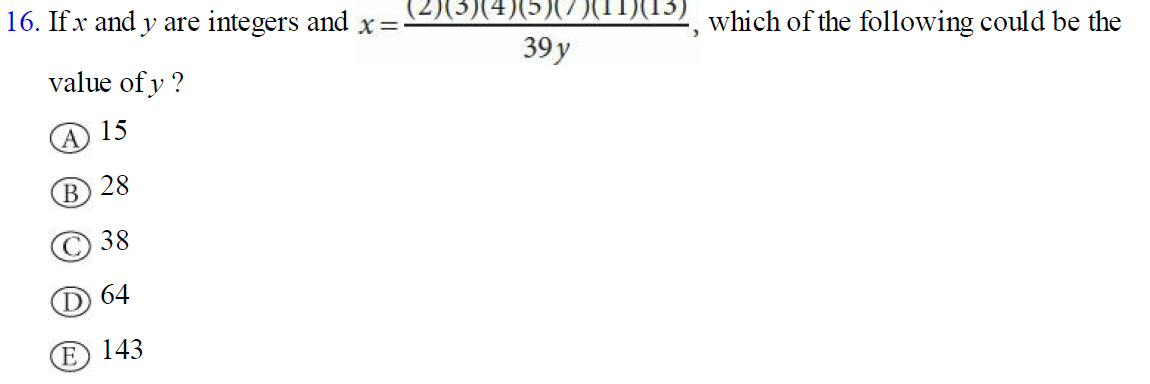 16. If x and y are integers and x = (2)(3)(4)(5)(7)(11)(13) / 39y, which of the following could be the
value of y ?
A 15
B 28
C 38
D 64
E 143